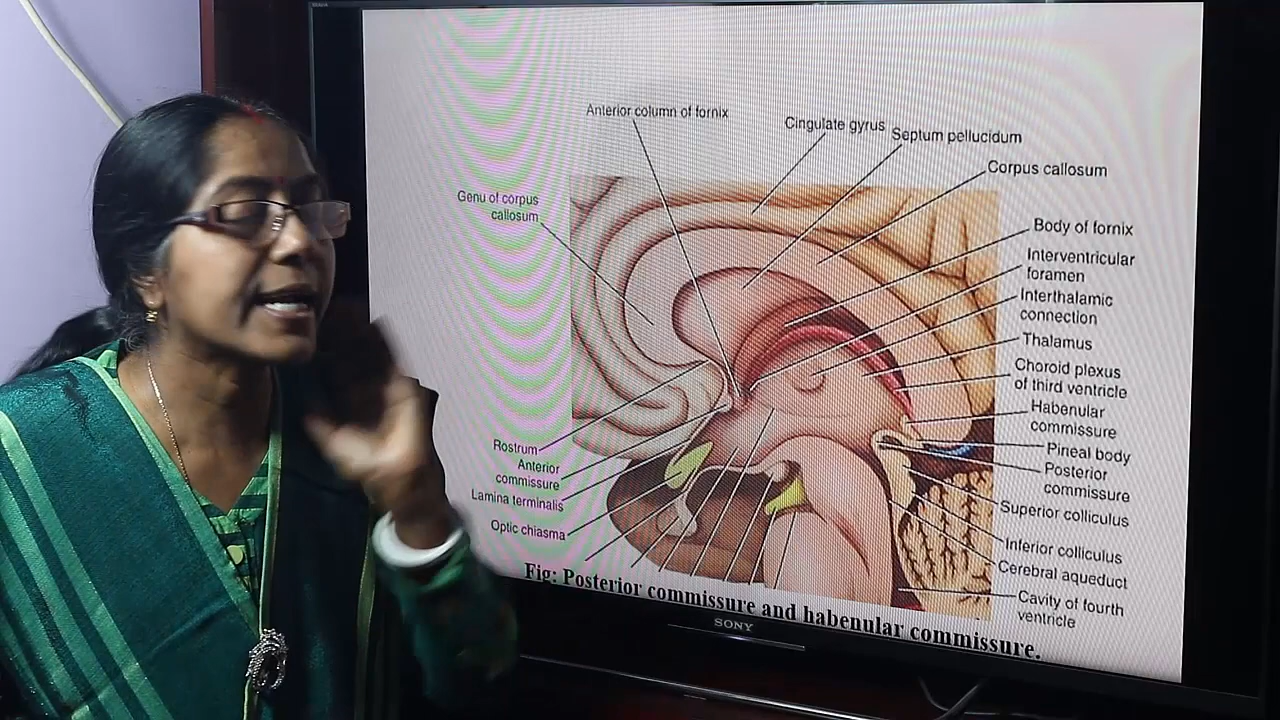 Anterior column of fornix
Cingulate gyrus
Septum pellucidum
Corpus callosum
Genu of corpus
callosum
Body of fornix
Interventricular
foramen
Interthalamic
connection
Thalamus
Choroid plexus
of third ventricle
Habenular
commissure
Pineal body
Posterior
commissure
Superior colliculus
Inferior colliculus
Cerebral aqueduct
Cavity of fourth
ventricle
Rostrum
Anterior
commissure
Lamina terminalis
Optic chiasma
Fig: Posterior commissure and habenular commissure.
SONY